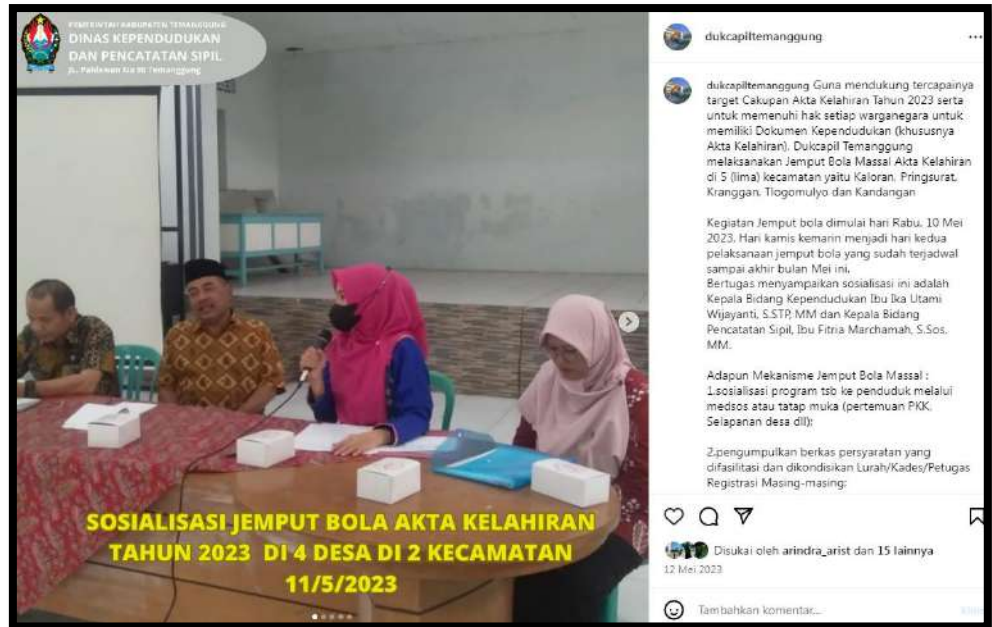 PEMERINTAH KABUPATEN TEMANGGUNG
DINAS KEPENDUDUKAN
DAN PENCATATAN SIPIL
SOSIALISASI JEMPUT BOLA AKTA KELAHIRAN
TAHUN 2023 DI 4 DESA DI 2 KECAMATAN
11/5/2023
dukcapiltemanggung
dukcapiltemanggung Guna mendukung tercapainya
target Cakupan Akta Kelahiran Tahun 2023 serta
untuk memenuhi hak setiap warganegara untuk
memiliki Dokumen Kependudukan (khususnya
Akta Kelahiran), Dukcapil Temanggung
melaksanakan Jemput Bola Massal Akta Kelahiran
di 5 (lima) kecamatan yaitu Kaloran, Pringsurat,
Kranggan, Tlogomulyo dan Kandangan
Kegiatan Jemput bola dimulai hari Rabu, 10 Mei
2023. Hari kamis kemarin menjadi hari kedua
pelaksanaan jemput bola yang sudah terjadwal
sampai akhir bulan Mei ini.
Bertugas menyampaikan sosialisasi ini adalah
Kepala Bidang Kependudukan Ibu Ika Utami
Wijayanti, S.STP, MM dan Kepala Bidang
Pencatatan Sipil, Ibu Fitria Marchamah, S.Sos,
MM.
Adapun Mekanisme Jemput Bola Massal :
1.sosialisasi program tsb ke penduduk melalui
medsos atau tatap muka (pertemuan PKK,
Selapanan desa dll);
2.pengumpulkan berkas persyaratan yang
difasilitasi dan dikondisikan Lurah/Kades/Petugas
Registrasi Masing-masing;
Disukai oleh arindra_arist dan 15 lainnya
12 Mei 2023
Tambahkan komentar...